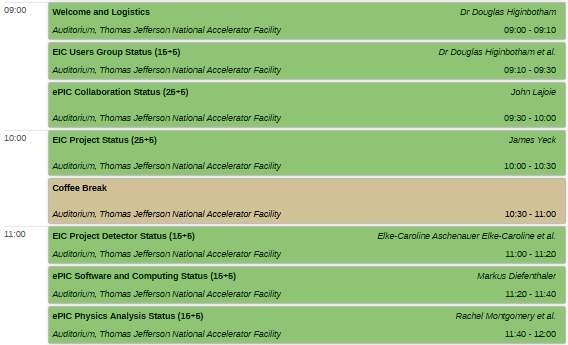 09:00
Welcome and Logistics Dr Douglas Higinbotham
Auditorium, Thomas Jefferson National Accelerator Facility 09:00 - 09:10
EIC Users Group Status (15+5) Dr Douglas Higinbotham et al.
Auditorium, Thomas Jefferson National Accelerator Facility 09:10 - 09:30
ePIC Collaboration Status (25+5) John Lajoie
Auditorium, Thomas Jefferson National Accelerator Facility 09:30 - 10:00
10:00
EIC Project Status (25+5) James Yeck
Auditorium, Thomas Jefferson National Accelerator Facility 10:00 - 10:30
Coffee Break
Auditorium, Thomas Jefferson National Accelerator Facility 10:30 - 11:00
11:00
EIC Project Detector Status (15+5) Elke-Caroline Aschenauer Elke-Caroline et al.
Auditorium, Thomas Jefferson National Accelerator Facility 11:00 - 11:20
ePIC Software and Computing Status (15+5) Markus Diefenthaler
Auditorium, Thomas Jefferson National Accelerator Facility 11:20 - 11:40
ePIC Physics Analysis Status (15+5) Rachel Montgomery et al.
Auditorium, Thomas Jefferson National Accelerator Facility 11:40 - 12:00